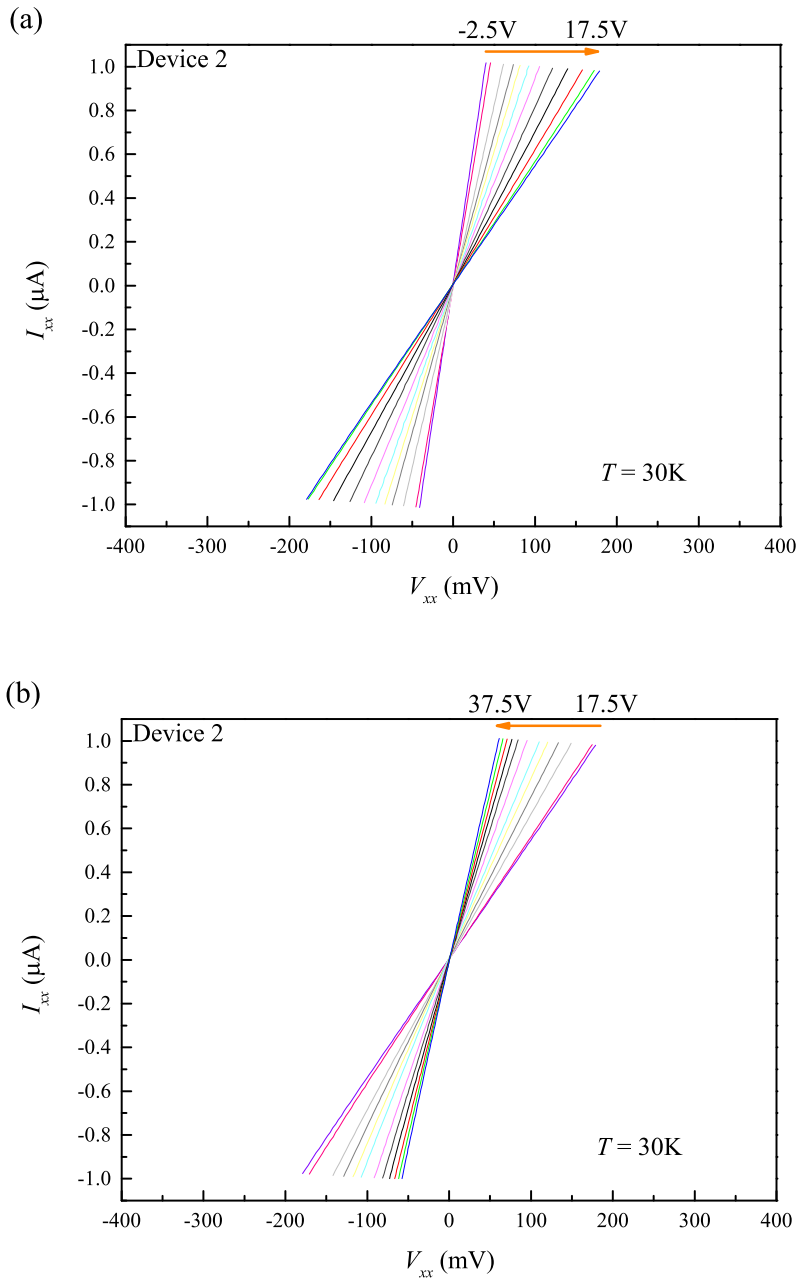 (a)
-2.5V 17.5V
Device 2
1.0
0.8
0.6
0.4
0.2
0.0
-0.2
-0.4
-0.6
-0.8
-1.0
I_xx (μA)
T = 30K
-400 -300 -200 -100 0 100 200 300 400
V_xx (mV)
(b)
37.5V 17.5V
Device 2
1.0
0.8
0.6
0.4
0.2
0.0
-0.2
-0.4
-0.6
-0.8
-1.0
I_xx (μA)
T = 30K
-400 -300 -200 -100 0 100 200 300 400
V_xx (mV)